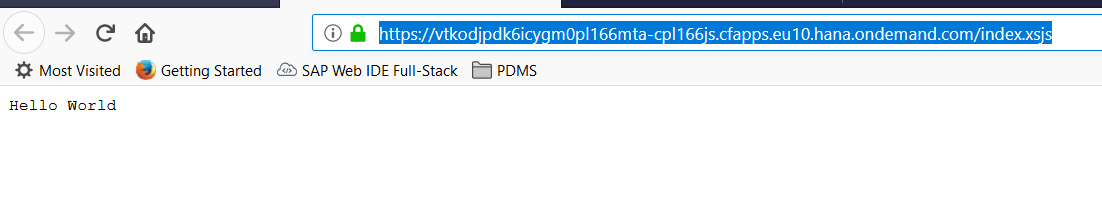 https://vtkodjpdk6icygm0pl166mta-cpl166js.cfapps.eu10.hana.ondemand.com/index.xsjs
Most Visited Getting Started SAP Web IDE Full-Stack PDMS
Hello World